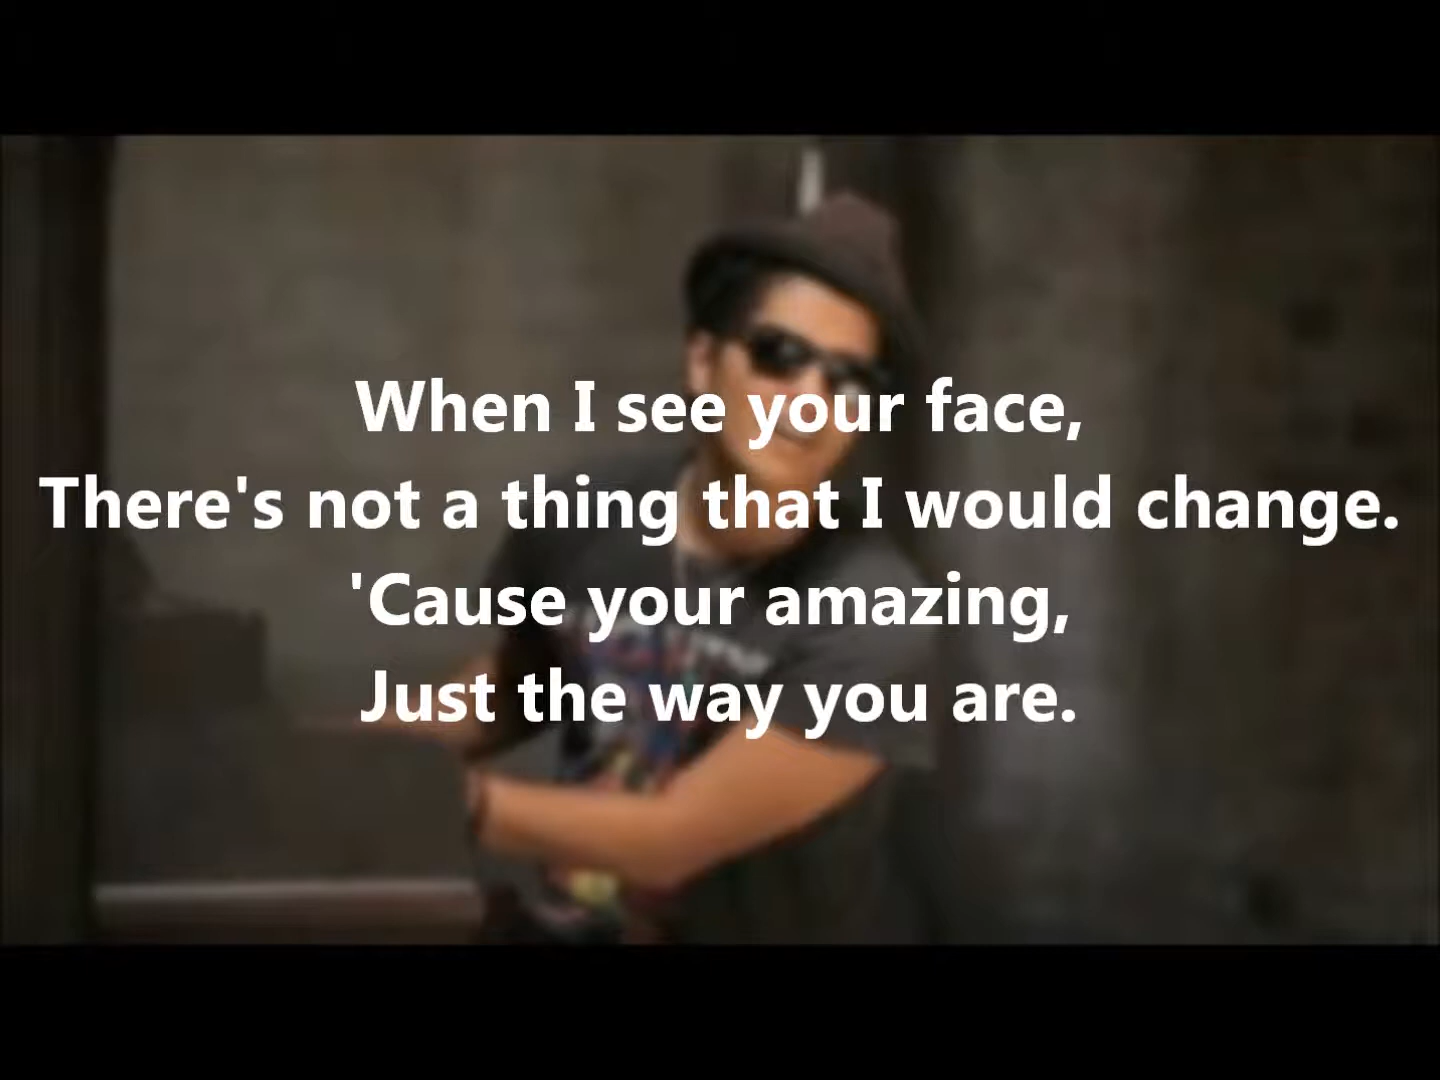 When I see your face,
There's not a thing that I would change.
'Cause your amazing,
Just the way you are.